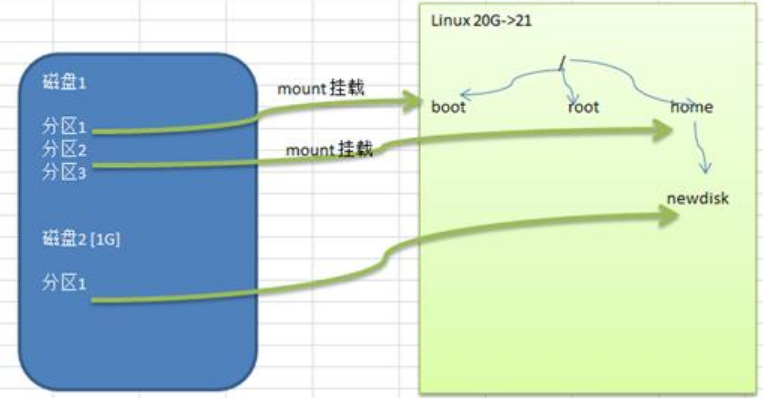 Linux 20G->21
磁盘1
mount 挂载
/
boot
root
home
分区1
分区2
mount 挂载
分区3
newdisk
磁盘2 [1G]
分区1